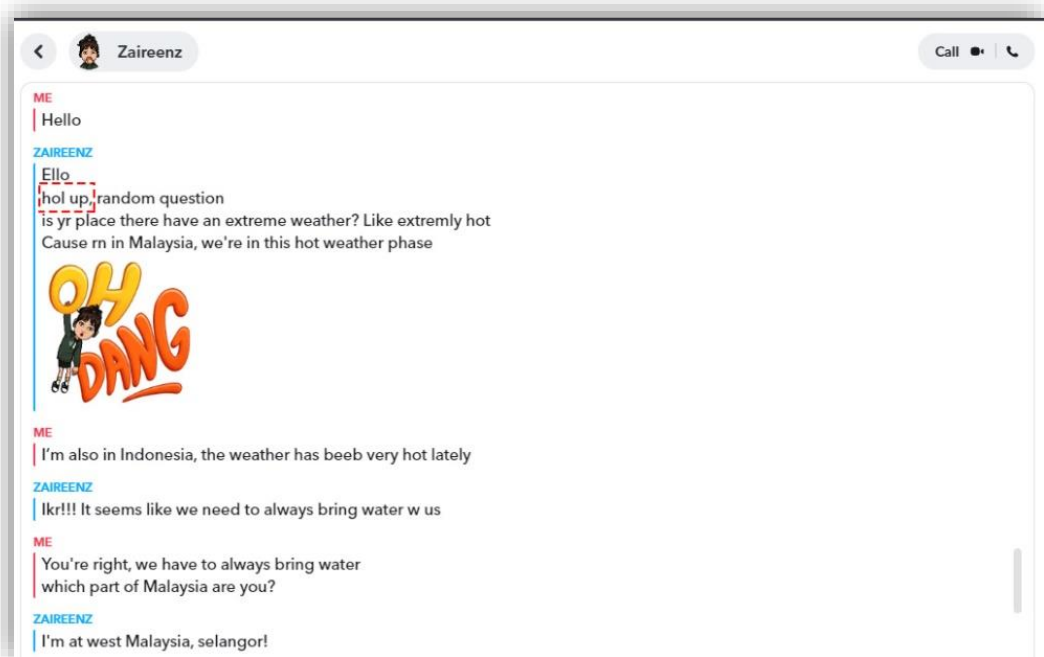 Zaireenz
Call
ME
Hello
ZAIREENZ
Ello
hol up, random question
is yr place there have an extreme weather? Like extremly hot
Cause rn in Malaysia, we're in this hot weather phase
OH
DANG
ME
I'm also in Indonesia, the weather has beeb very hot lately
ZAIREENZ
Ikr!!! It seems like we need to always bring water w us
ME
You're right, we have to always bring water
which part of Malaysia are you?
ZAIREENZ
I'm at west Malaysia, selangor!